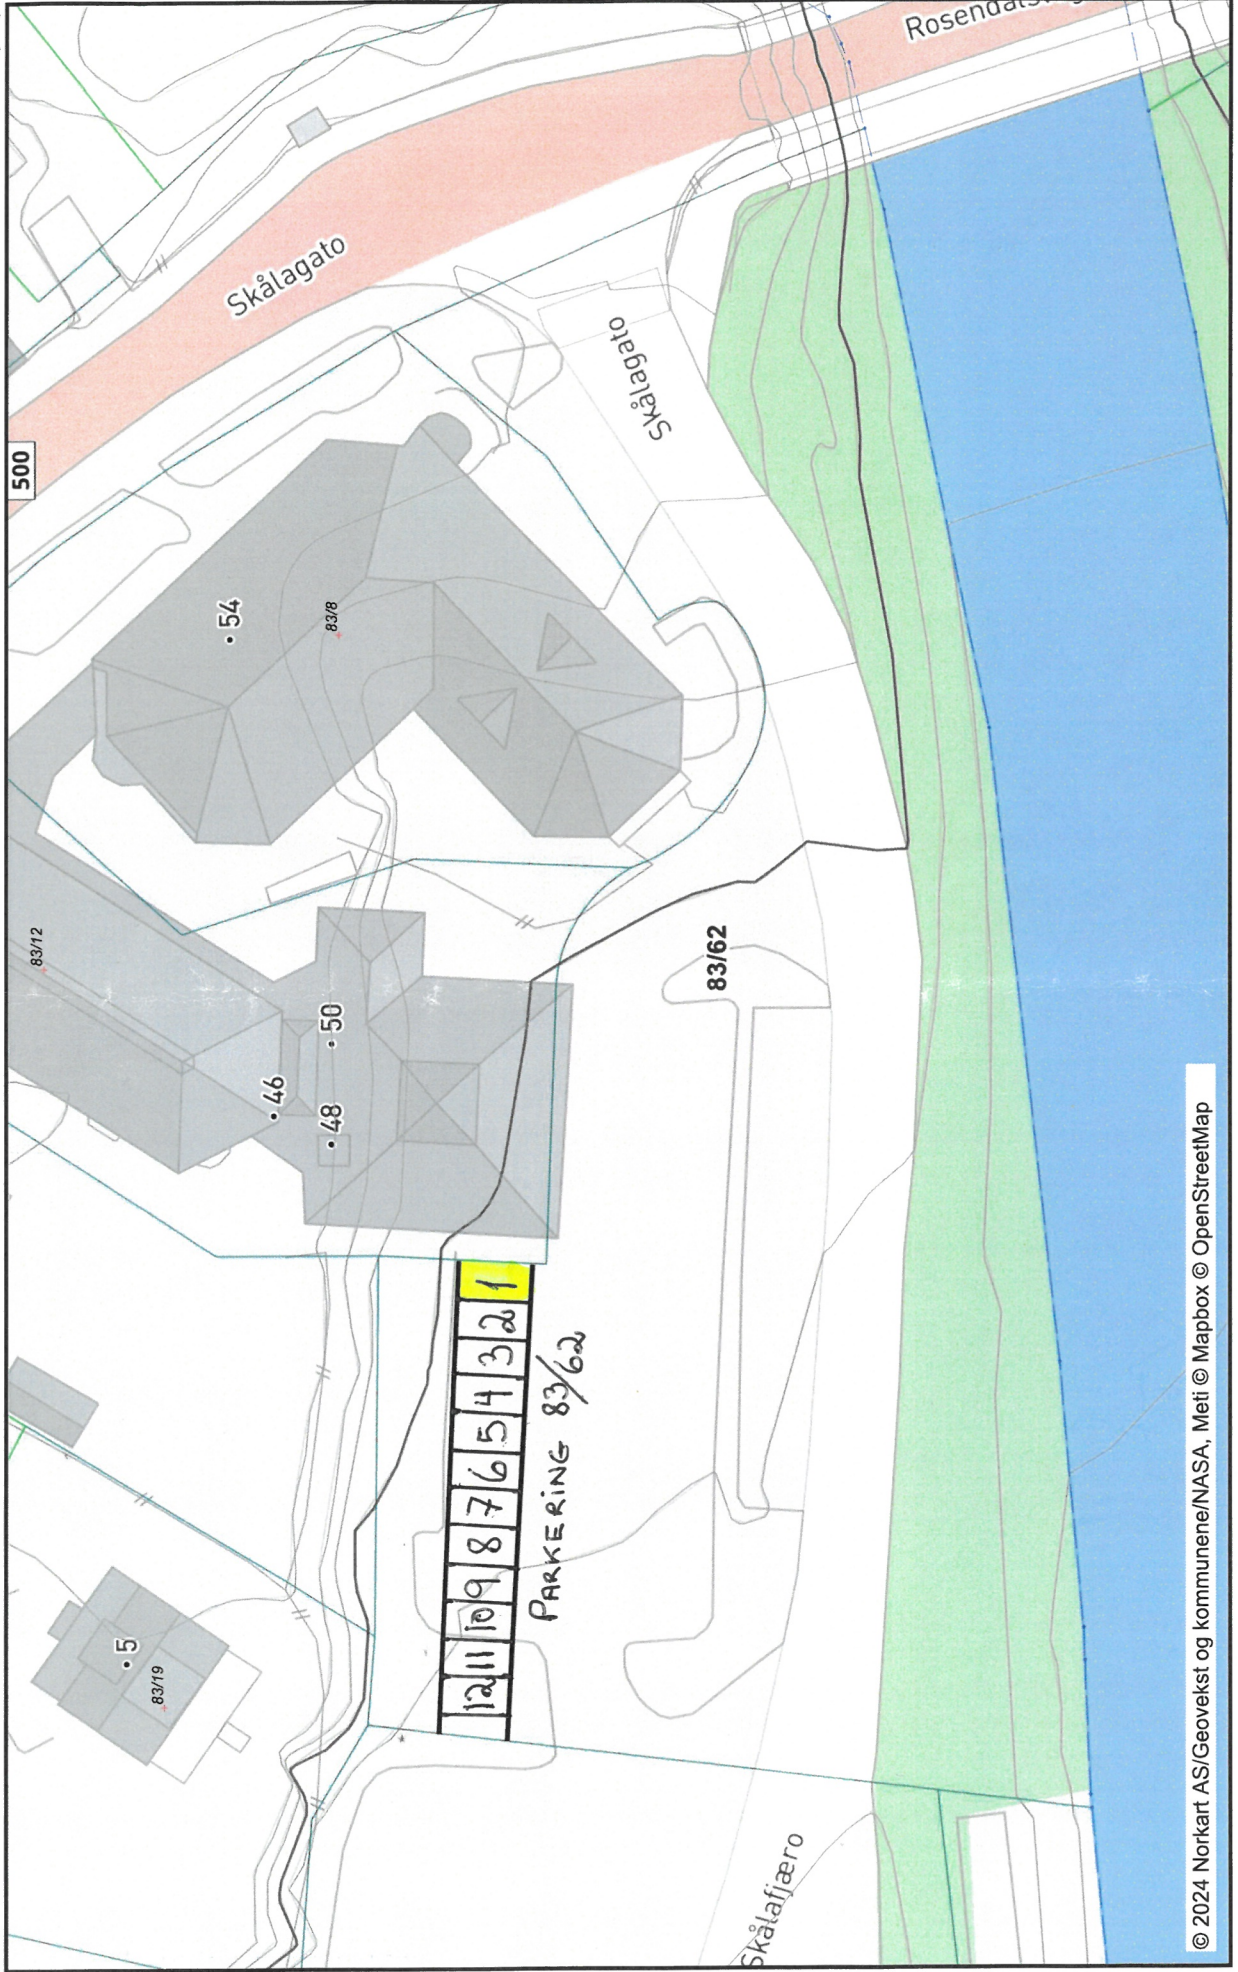 Skålafjæro
• 5
83/19
12 11 10 9 8 7 6 5 4 3 2 1
PARKERING 83/62
• 46
• 48
• 50
83/12
83/62
• 54
83/8
500
Skålagato
Skålagato
© 2024 Norkart AS/Geovekst og kommunene/NASA, Meti © Mapbox © OpenStreetMap